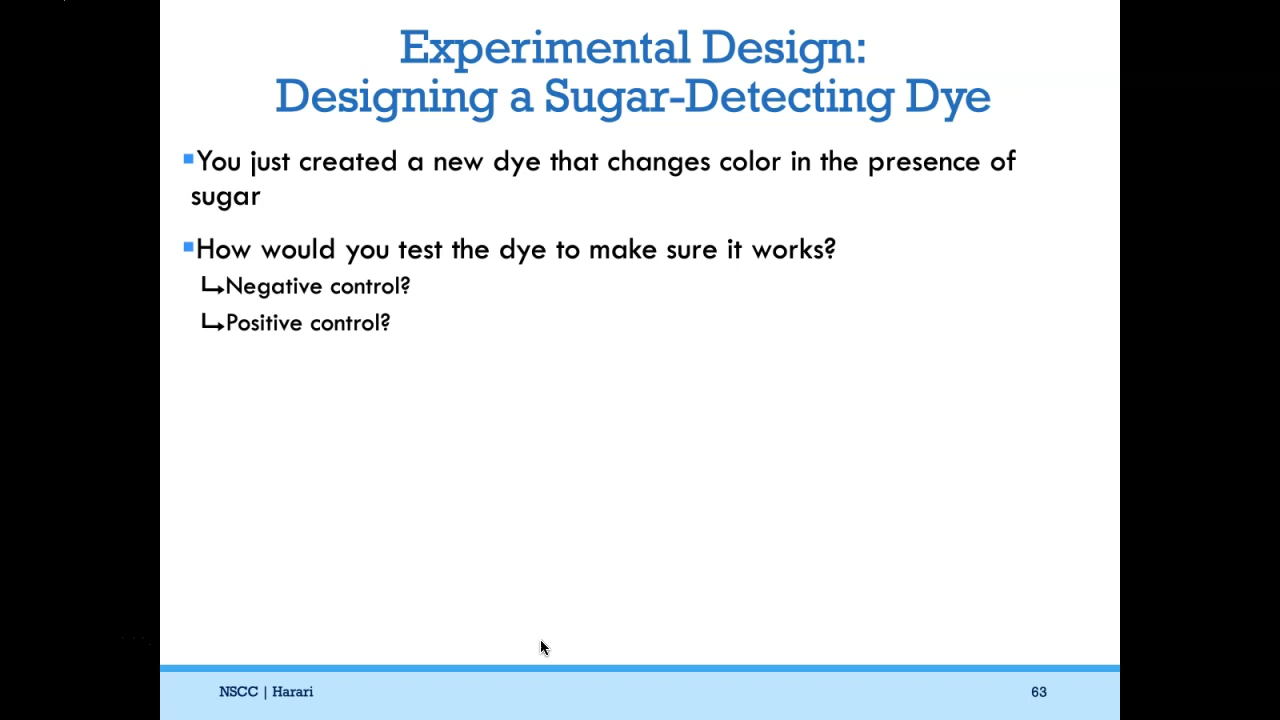 Experimental Design:
Designing a Sugar-Detecting Dye
You just created a new dye that changes color in the presence of
sugar
How would you test the dye to make sure it works?
Negative control?
Positive control?
NSCC | Harari
63